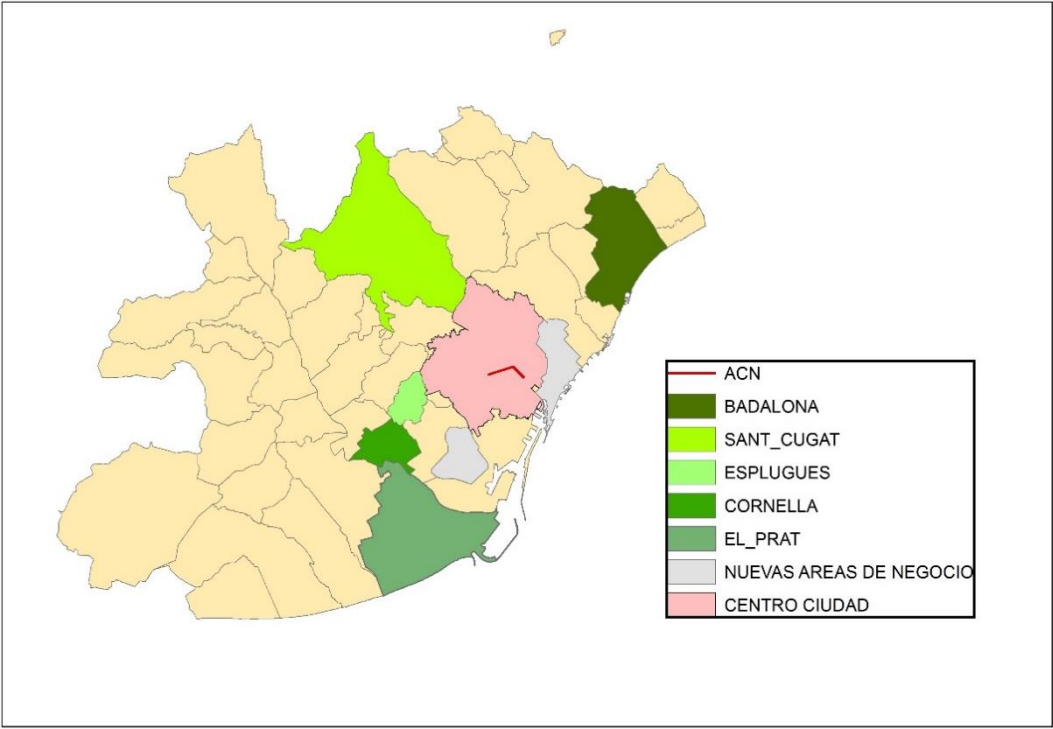 ACN
BADALONA
SANT_CUGAT
ESPLUGUES
CORNELLA
EL_PRAT
NUEVAS AREAS DE NEGOCIO
CENTRO CIUDAD